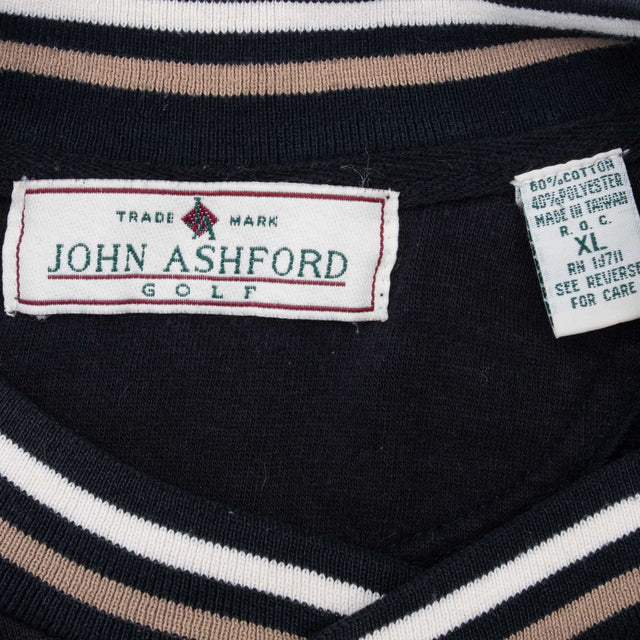 TRADE MARK
JOHN ASHFORD
GOLF
60% COTTON
40% POLYESTER
MADE IN TAIWAN
R. O. C.
XL
RN 13711
SEE REVERSE
FOR CARE